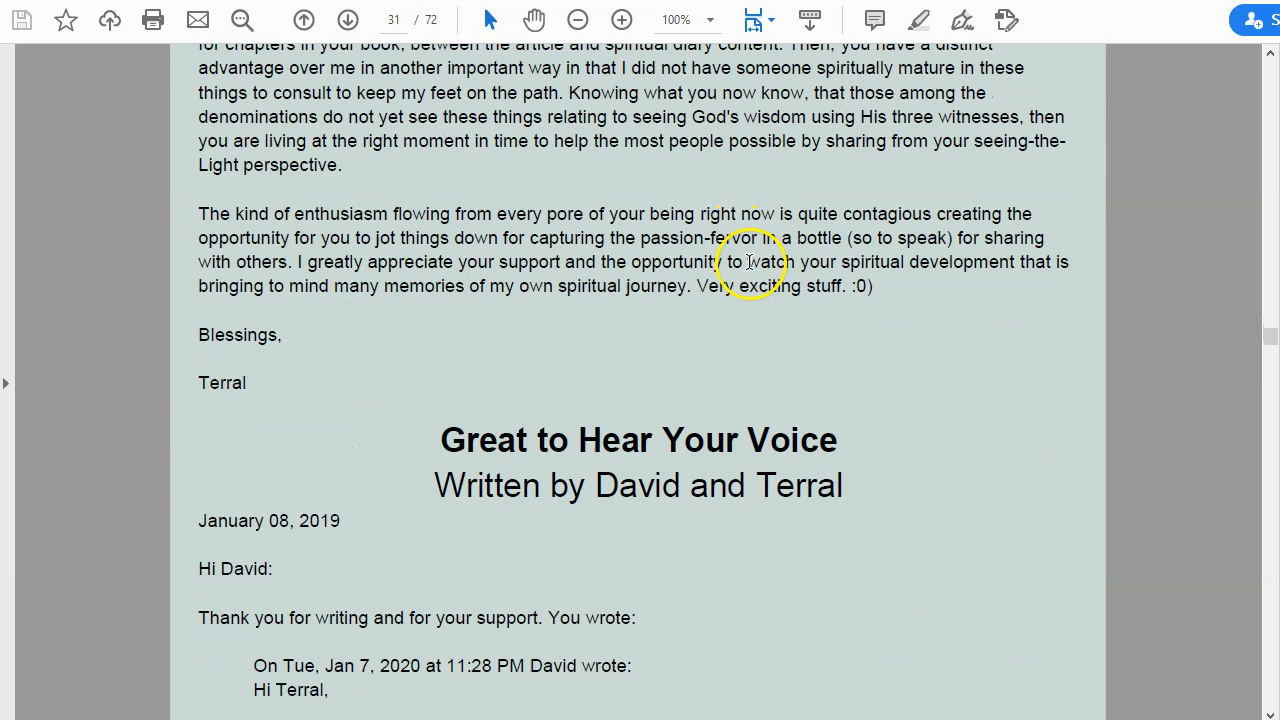 31 / 72
100%
S
for chapters in your book, between the article and spiritual diary content. Then, you have a distinct
advantage over me in another important way in that I did not have someone spiritually mature in these
things to consult to keep my feet on the path. Knowing what you now know, that those among the
denominations do not yet see these things relating to seeing God's wisdom using His three witnesses, then
you are living at the right moment in time to help the most people possible by sharing from your seeing-the-
Light perspective.
The kind of enthusiasm flowing from every pore of your being right now is quite contagious creating the
opportunity for you to jot things down for capturing the passion-fervor in a bottle (so to speak) for sharing
with others. I greatly appreciate your support and the opportunity to watch your spiritual development that is
bringing to mind many memories of my own spiritual journey. Very exciting stuff. :0)
Blessings,
Terral
Great to Hear Your Voice
Written by David and Terral
January 08, 2019
Hi David:
Thank you for writing and for your support. You wrote:
On Tue, Jan 7, 2020 at 11:28 PM David wrote:
Hi Terral,